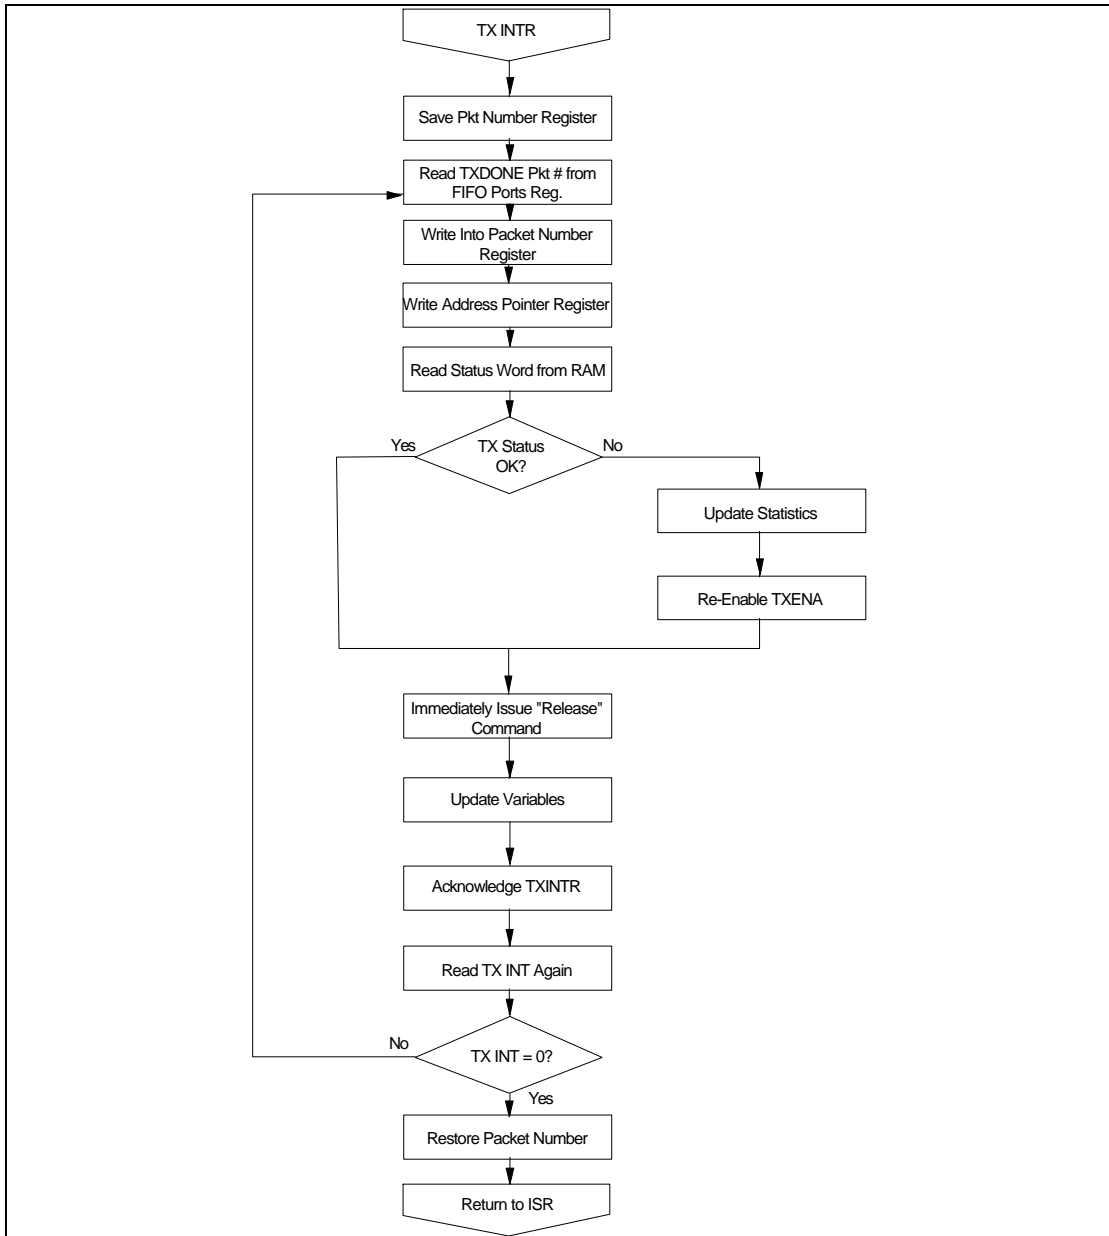 TX INTR
Save Pkt Number Register
Read TXDONE Pkt # from
FIFO Ports Reg.
Write Into Packet Number
Register
Write Address Pointer Register
Read Status Word from RAM
Yes
TX Status
OK?
No
Update Statistics
Re-Enable TXENA
Immediately Issue "Release"
Command
Update Variables
Acknowledge TXINTR
Read TX INT Again
No
TX INT = 0?
Yes
Restore Packet Number
Return to ISR